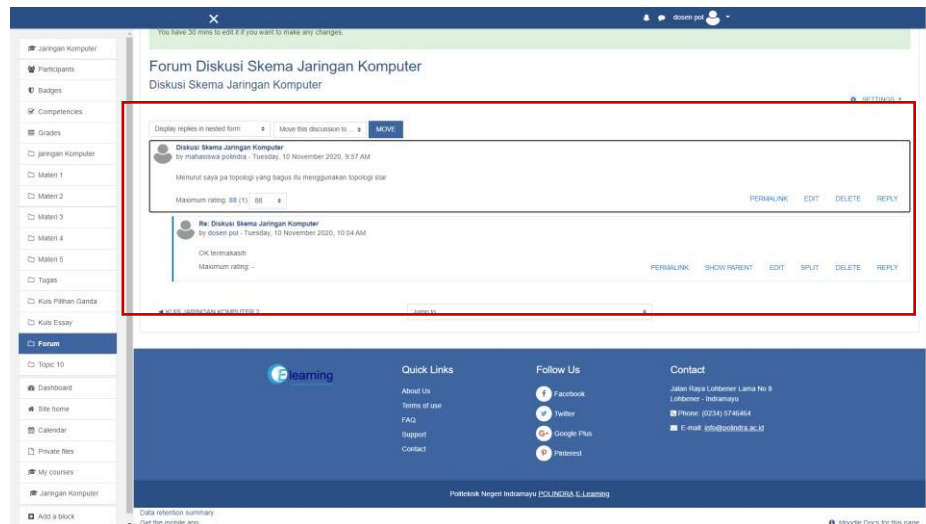 dosen pol
You have 30 mins to edit it if you want to make any changes.
Jaringan Komputer
Participants
Badges
Competencies
Grades
jaringan Komputer
Materi 1
Materi 2
Materi 3
Materi 4
Materi 5
Tugas
Kuis Pilihan Ganda
Kuis Essay
Forum
Topic 10
Dashboard
Site home
Calendar
Private files
My courses
Jaringan Komputer
Add a block
Forum Diskusi Skema Jaringan Komputer
Diskusi Skema Jaringan Komputer
SETTINGS
Display replies in nested form
Move this discussion to ...
MOVE
Diskusi Skema Jaringan Komputer
by mahasiswa polindra - Tuesday, 10 November 2020, 9:57 AM
Menurut saya pa topologi yang bagus itu menggunakan topologi star
Maximum rating: 88 (1) 88
PERMALINK EDIT DELETE REPLY
Re: Diskusi Skema Jaringan Komputer
by dosen pol - Tuesday, 10 November 2020, 10:04 AM
OK terimakasih
Maximum rating: -
PERMALINK SHOW PARENT EDIT SPLIT DELETE REPLY
◄ KUIS JARINGAN KOMPUTER 2
Jump to...
Elearning
Quick Links
About Us
Terms of use
FAQ
Support
Contact
Follow Us
Facebook
Twitter
Google Plus
Pinterest
Contact
Jalan Raya Lohbener Lama No 8
Lohbener - Indramayu
Phone: (0234) 5746464
E-mail: info@polindra.ac.id
Politeknik Negeri Indramayu POLINDRA E-Learning
Data retention summary
Get the mobile app
Moodle Docs for this page